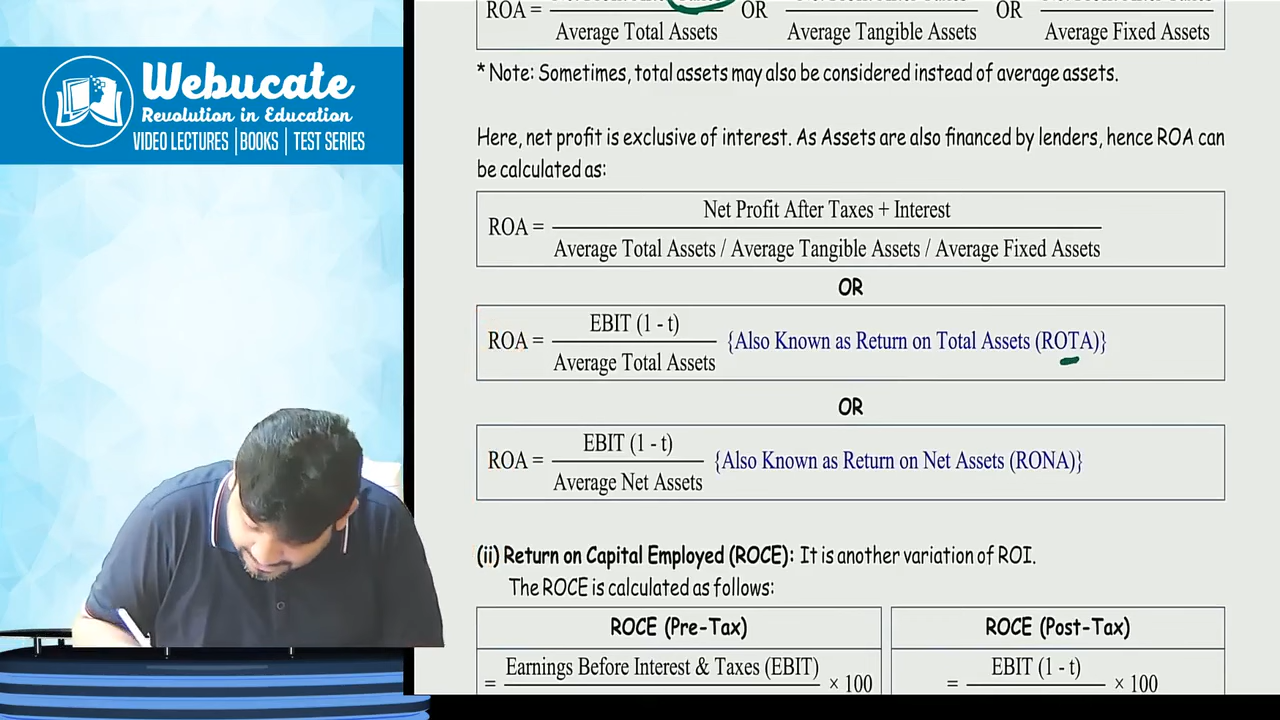 Webucate
Revolution in Education
VIDEO LECTURES | BOOKS | TEST SERIES
ROA = Average Total Assets OR Average Tangible Assets OR Average Fixed Assets
* Note: Sometimes, total assets may also be considered instead of average assets.
Here, net profit is exclusive of interest. As Assets are also financed by lenders, hence ROA can
be calculated as:
Net Profit After Taxes + Interest
ROA =
Average Total Assets / Average Tangible Assets / Average Fixed Assets
OR
EBIT (1 - t)
ROA = {Also Known as Return on Total Assets (ROTA)}
Average Total Assets
OR
EBIT (1 - t)
ROA = {Also Known as Return on Net Assets (RONA)}
Average Net Assets
(ii) Return on Capital Employed (ROCE): It is another variation of ROI.
The ROCE is calculated as follows:
ROCE (Pre-Tax) ROCE (Post-Tax)
Earnings Before Interest & Taxes (EBIT) EBIT (1 - t)
= × 100 = × 100